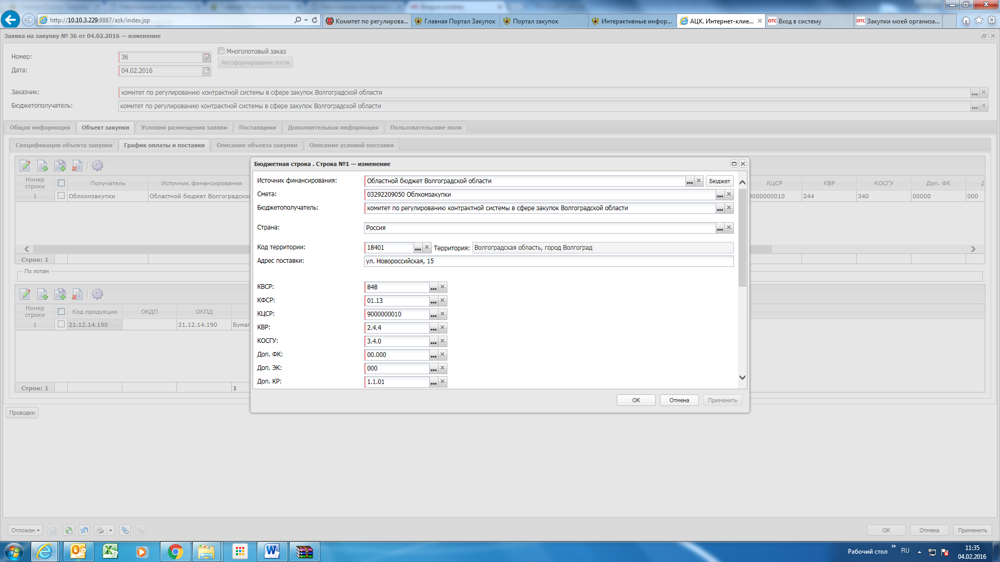 http://10.10.3.229:8887/azk/index.jsp
Комитет по регулирова...
Главная Портал Закупок
Портал закупок
Интерактивные инфор...
АЦК. Интернет-клие...
ОТС Вход в систему
ОТС Закупки моей организа...
Заявка на закупку № 36 от 04.02.2016 — изменение
Номер: 36
Многолотовый заказ
Дата: 04.02.2016
Автоформирование лотов
Заказчик: комитет по регулированию контрактной системы в сфере закупок Волгоградской области
Бюджетополучатель: комитет по регулированию контрактной системы в сфере закупок Волгоградской области
Общая информация Объект закупки Условия размещения заявки Поставщики Дополнительная информация Пользовательские поля
Спецификация объекта закупки График оплаты и поставки Описание объекта закупки Описание условий поставки
Номер строки Получатель Источник финансирования КЦСР КВР КОСГУ Доп. ФК
1 Облкомзакупки Областной бюджет Волгоградской 9000000010 244 340 00000 000
Строк: 1
По лотам
Номер строки Код продукции ОКДП ОКПД
1 21.12.14.190 21.12.14.190 Бумаг
Строк: 1 1
Проводки
Бюджетная строка . Строка №1 — изменение
Источник финансирования: Областной бюджет Волгоградской области ... Бюджет
Смета: 03292209050 Облкомзакупки ...
Бюджетополучатель: комитет по регулированию контрактной системы в сфере закупок Волгоградской области ...
Страна: Россия ...
Код территории: 18401 ... Территория: Волгоградская область, город Волгоград
Адрес поставки: ул. Новороссийская, 15
КВСР: 848 ...
КФСР: 01.13 ...
КЦСР: 9000000010 ...
КВР: 2.4.4 ...
КОСГУ: 3.4.0 ...
Доп. ФК: 00.000 ...
Доп. ЭК: 000 ...
Доп. КР: 1.1.01 ...
ОК Отмена Применить
Отложен
ОК Отмена Применить
Рабочий стол » RU
11:35
04.02.2016